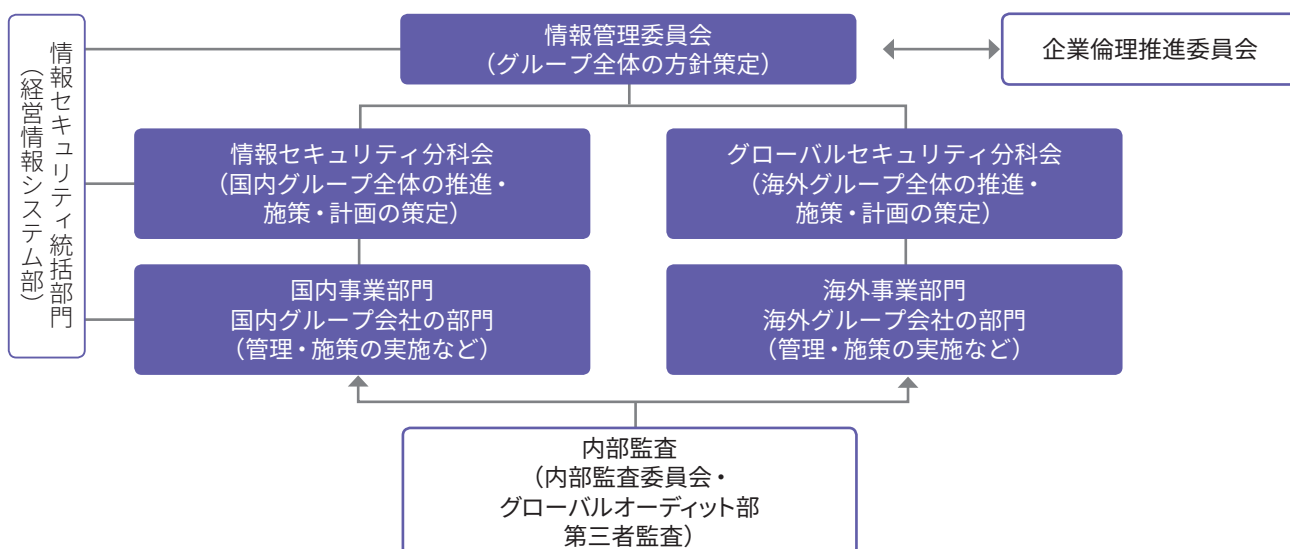 情報セキュリティ統括部門
（経営情報システム部）
情報管理委員会
（グループ全体の方針策定）
企業倫理推進委員会
情報セキュリティ分科会
（国内グループ全体の推進・
施策・計画の策定）
グローバルセキュリティ分科会
（海外グループ全体の推進・
施策・計画の策定）
国内事業部門
国内グループ会社の部門
（管理・施策の実施など）
海外事業部門
海外グループ会社の部門
（管理・施策の実施など）
内部監査
（内部監査委員会・
グローバルオーディット部
第三者監査）